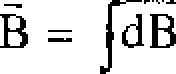 B̄ = ∫dB